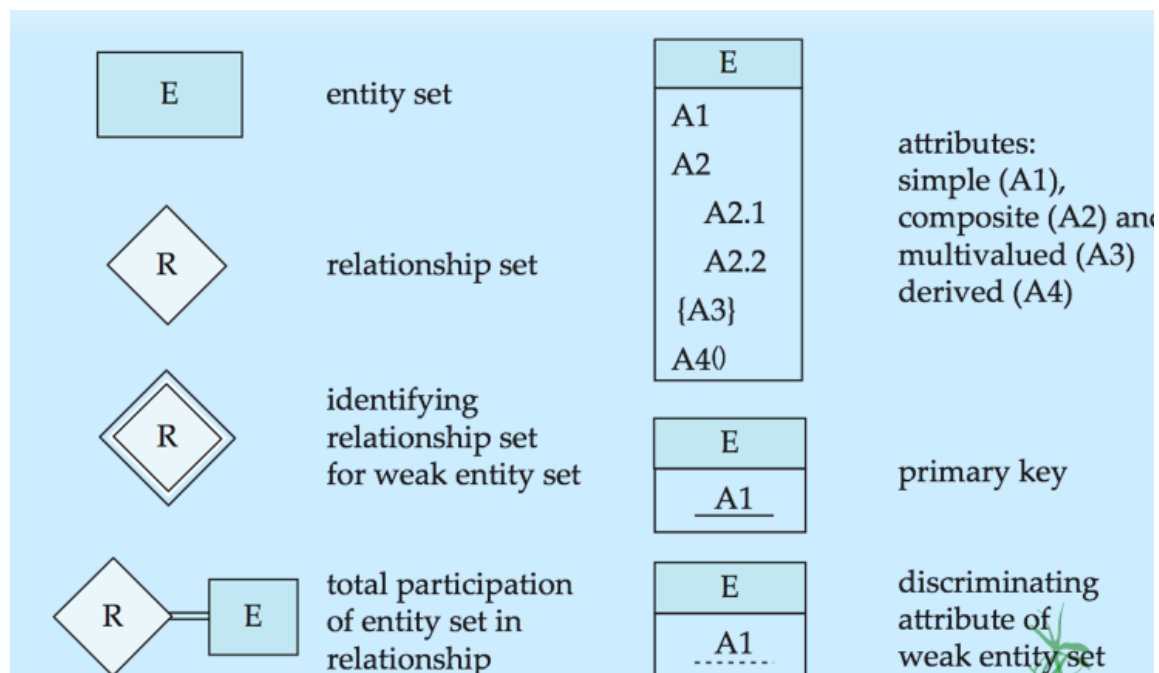 E
entity set
R
relationship set
R
identifying
relationship set
for weak entity set
R
E
total participation
of entity set in
relationship
E
A1
A2
A2.1
A2.2
{A3}
A4()
attributes:
simple (A1),
composite (A2) and
multivalued (A3)
derived (A4)
E
A1
primary key
E
A1
discriminating
attribute of
weak entity set